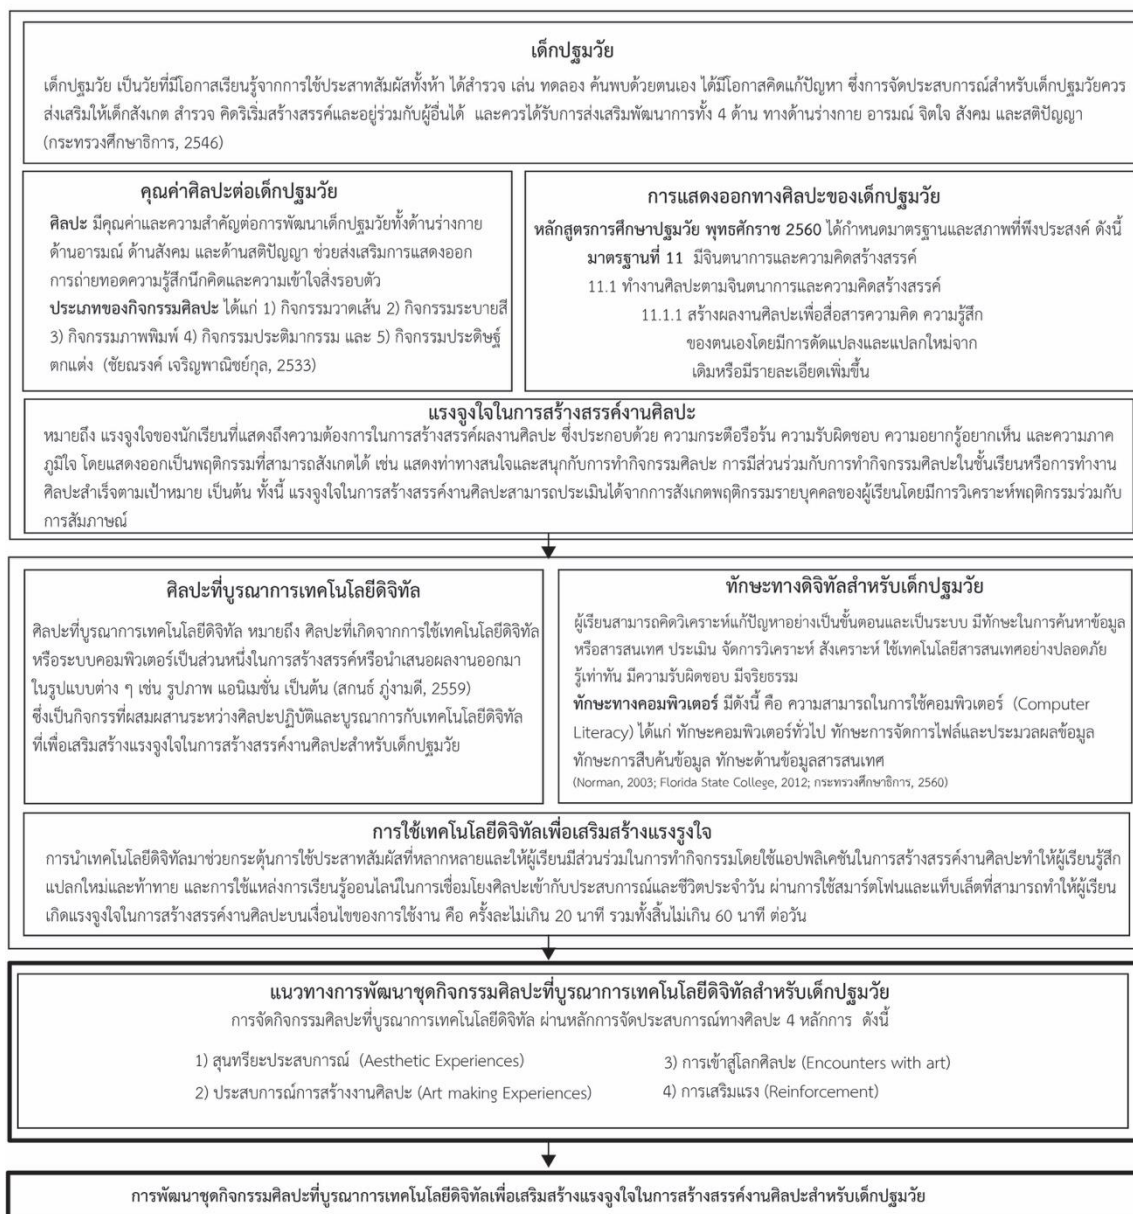 เด็กปฐมวัย
เด็กปฐมวัย เป็นวัยที่มีโอกาสเรียนรู้จากการใช้ประสาทสัมผัสทั้งห้า ได้สำรวจ เล่น ทดลอง ค้นพบด้วยตนเอง ได้มีโอกาสคิดแก้ปัญหา ซึ่งการจัดประสบการณ์สำหรับเด็กปฐมวัยควร
ส่งเสริมให้เด็กสังเกต สำรวจ คิดริเริ่มสร้างสรรค์และอยู่ร่วมกับผู้อื่นได้ และควรได้รับการส่งเสริมพัฒนาการทั้ง 4 ด้าน ทางด้านร่างกาย อารมณ์ จิตใจ สังคม และสติปัญญา
(กระทรวงศึกษาธิการ, 2546)
คุณค่าศิลปะต่อเด็กปฐมวัย
ศิลปะ มีคุณค่าและความสำคัญต่อการพัฒนาเด็กปฐมวัยทั้งด้านร่างกาย
ด้านอารมณ์ ด้านสังคม และด้านสติปัญญา ช่วยส่งเสริมการแสดงออก
การถ่ายทอดความรู้สึกนึกคิดและความเข้าใจสิ่งรอบตัว
ประเภทของกิจกรรมศิลปะ ได้แก่ 1) กิจกรรมวาดเส้น 2) กิจกรรมระบายสี
3) กิจกรรมภาพพิมพ์ 4) กิจกรรมประติมากรรม และ 5) กิจกรรมประดิษฐ์
ตกแต่ง (ชัยณรงค์ เจริญพาณิชย์กุล, 2533)
การแสดงออกทางศิลปะของเด็กปฐมวัย
หลักสูตรการศึกษาปฐมวัย พุทธศักราช 2560 ได้กำหนดมาตรฐานและสภาพที่พึงประสงค์ ดังนี้
มาตรฐานที่ 11 มีจินตนาการและความคิดสร้างสรรค์
11.1 ทำงานศิลปะตามจินตนาการและความคิดสร้างสรรค์
11.1.1 สร้างผลงานศิลปะเพื่อสื่อสารความคิด ความรู้สึก
ของตนเองโดยมีการดัดแปลงและแปลกใหม่จาก
เดิมหรือมีรายละเอียดเพิ่มขึ้น
แรงจูงใจในการสร้างสรรค์งานศิลปะ
หมายถึง แรงจูงใจของนักเรียนที่แสดงถึงความต้องการในการสร้างสรรค์ผลงานศิลปะ ซึ่งประกอบด้วย ความกระตือรือร้น ความรับผิดชอบ ความอยากรู้อยากเห็น และความภาค
ภูมิใจ โดยแสดงออกเป็นพฤติกรรมที่สามารถสังเกตได้ เช่น แสดงท่าทางสนใจและสนุกกับการทำกิจกรรมศิลปะ การมีส่วนร่วมกับการทำกิจกรรมศิลปะในชั้นเรียนหรือการทำงาน
ศิลปะสำเร็จตามเป้าหมาย เป็นต้น ทั้งนี้ แรงจูงใจในการสร้างสรรค์งานศิลปะสามารถประเมินได้จากการสังเกตพฤติกรรมรายบุคคลของผู้เรียนโดยมีการวิเคราะห์พฤติกรรมร่วมกับ
การสัมภาษณ์
ศิลปะที่บูรณาการเทคโนโลยีดิจิทัล
ศิลปะที่บูรณาการเทคโนโลยีดิจิทัล หมายถึง ศิลปะที่เกิดจากการใช้เทคโนโลยีดิจิทัล
หรือระบบคอมพิวเตอร์เป็นส่วนหนึ่งในการสร้างสรรค์หรือนำเสนอผลงานออกมา
ในรูปแบบต่าง ๆ เช่น รูปภาพ แอนิเมชั่น เป็นต้น (สกนธ์ ภู่งามดี, 2559)
ซึ่งเป็นกิจกรรที่ผสมผสานระหว่างศิลปะปฏิบัติและบูรณาการกับเทคโนโลยีดิจิทัล
ที่เพื่อเสริมสร้างแรงจูงใจในการสร้างสรรค์งานศิลปะสำหรับเด็กปฐมวัย
ทักษะทางดิจิทัลสำหรับเด็กปฐมวัย
ผู้เรียนสามารถคิดวิเคราะห์แก้ปัญหาอย่างเป็นขั้นตอนและเป็นระบบ มีทักษะในการค้นหาข้อมูล
หรือสารสนเทศ ประเมิน จัดการวิเคราะห์ สังเคราะห์ ใช้เทคโนโลยีสารสนเทศอย่างปลอดภัย
รู้เท่าทัน มีความรับผิดชอบ มีจริยธรรม
ทักษะทางคอมพิวเตอร์ มีดังนี้ คือ ความสามารถในการใช้คอมพิวเตอร์ (Computer
Literacy) ได้แก่ ทักษะคอมพิวเตอร์ทั่วไป ทักษะการจัดการไฟล์และประมวลผลข้อมูล
ทักษะการสืบค้นข้อมูล ทักษะด้านข้อมูลสารสนเทศ
(Norman, 2003; Florida State College, 2012; กระทรวงศึกษาธิการ, 2560)
การใช้เทคโนโลยีดิจิทัลเพื่อเสริมสร้างแรงรูงใจ
การนำเทคโนโลยีดิจิทัลมาช่วยกระตุ้นการใช้ประสาทสัมผัสที่หลากหลายและให้ผู้เรียนมีส่วนร่วมในการทำกิจกรรมโดยใช้แอปพลิเคชันในการสร้างสรรค์งานศิลปะทำให้ผู้เรียนรู้สึก
แปลกใหม่และท้าทาย และการใช้แหล่งการเรียนรู้ออนไลน์ในการเชื่อมโยงศิลปะเข้ากับประสบการณ์และชีวิตประจำวัน ผ่านการใช้สมาร์ตโฟนและแท็บเล็ตที่สามารถทำให้ผู้เรียน
เกิดแรงจูงใจในการสร้างสรรค์งานศิลปะบนเงื่อนไขของการใช้งาน คือ ครั้งละไม่เกิน 20 นาที รวมทั้งสิ้นไม่เกิน 60 นาที ต่อวัน
แนวทางการพัฒนาชุดกิจกรรมศิลปะที่บูรณาการเทคโนโลยีดิจิทัลสำหรับเด็กปฐมวัย
การจัดกิจกรรมศิลปะที่บูรณาการเทคโนโลยีดิจิทัล ผ่านหลักการจัดประสบการณ์ทางศิลปะ 4 หลักการ ดังนี้
1) สุนทรียะประสบการณ์ (Aesthetic Experiences)
2) ประสบการณ์การสร้างงานศิลปะ (Art making Experiences)
3) การเข้าสู่โลกศิลปะ (Encounters with art)
4) การเสริมแรง (Reinforcement)
การพัฒนาชุดกิจกรรมศิลปะที่บูรณาการเทคโนโลยีดิจิทัลเพื่อเสริมสร้างแรงจูงใจในการสร้างสรรค์งานศิลปะสำหรับเด็กปฐมวัย